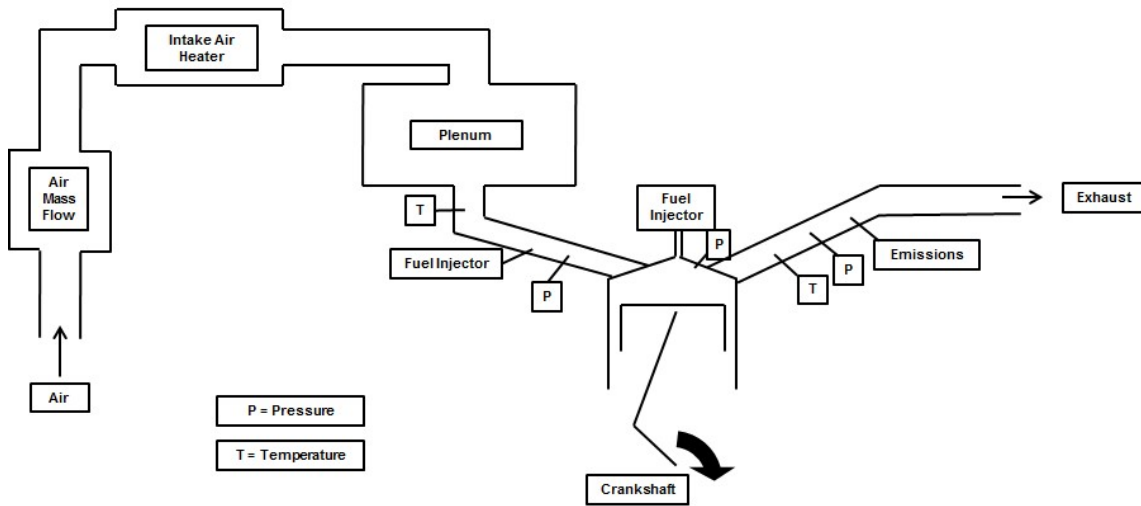 Intake Air
Heater
Plenum
Air
Mass
Flow
T
Fuel
Injector
P
Exhaust
Fuel Injector
Emissions
P
P
T
Air
P = Pressure
T = Temperature
Crankshaft